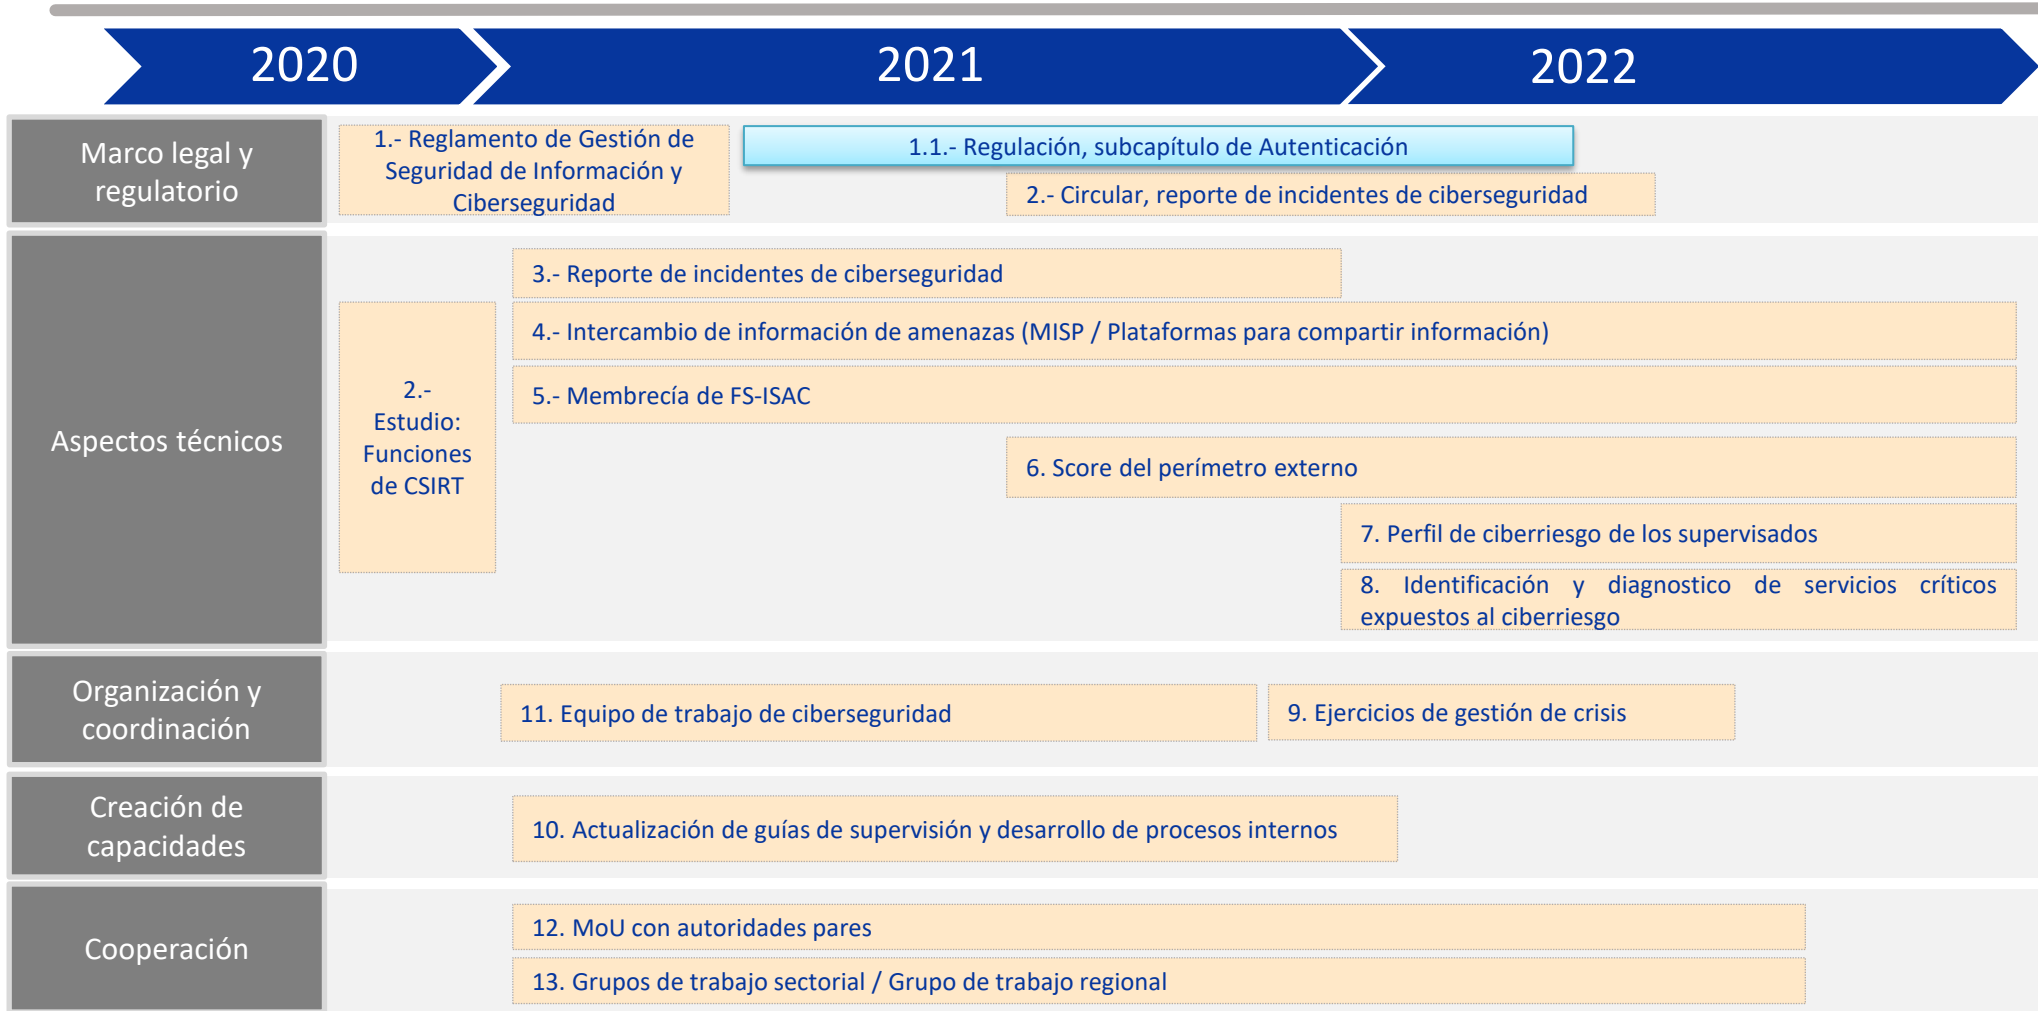 2020
2021
2022
Marco legal y
regulatorio
1.- Reglamento de Gestión de
Seguridad de Información y
Ciberseguridad
1.1.- Regulación, subcapítulo de Autenticación
2.- Circular, reporte de incidentes de ciberseguridad
Aspectos técnicos
2.-
Estudio:
Funciones
de CSIRT
3.- Reporte de incidentes de ciberseguridad
4.- Intercambio de información de amenazas (MISP / Plataformas para compartir información)
5.- Membrecía de FS-ISAC
6. Score del perímetro externo
7. Perfil de ciberriesgo de los supervisados
8. Identificación y diagnostico de servicios críticos
expuestos al ciberriesgo
Organización y
coordinación
11. Equipo de trabajo de ciberseguridad
9. Ejercicios de gestión de crisis
Creación de
capacidades
10. Actualización de guías de supervisión y desarrollo de procesos internos
Cooperación
12. MoU con autoridades pares
13. Grupos de trabajo sectorial / Grupo de trabajo regional